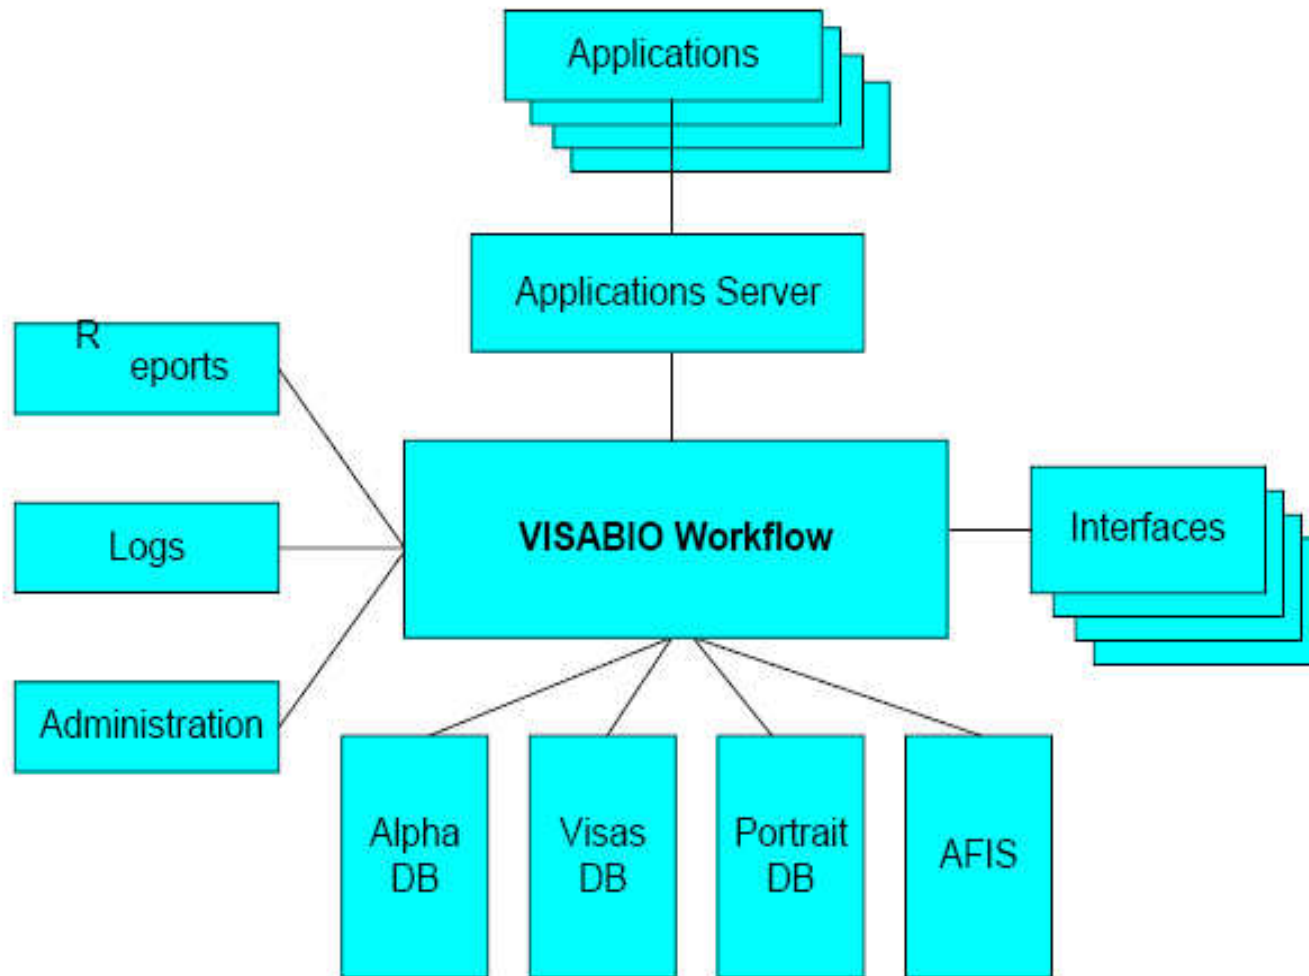 Applications
Applications Server
R
eports
Logs
Administration
VISABIO Workflow
Interfaces
Alpha
DB
Visas
DB
Portrait
DB
AFIS